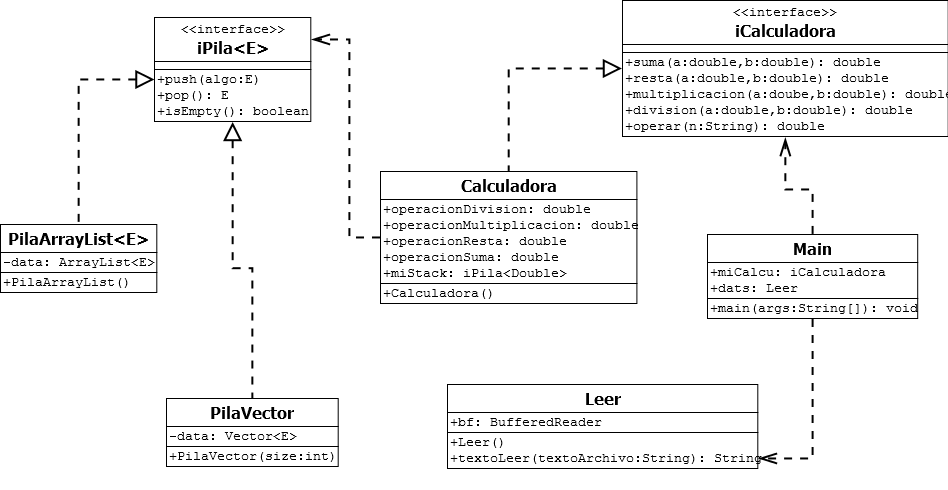 <<interface>>
iPila<E>
+push(algo:E)
+pop(): E
+isEmpty(): boolean
<<interface>>
iCalculadora
+suma(a:double,b:double): double
+resta(a:double,b:double): double
+multiplicacion(a:doube,b:double): double
+division(a:double,b:double): double
+operar(n:String): double
Calculadora
+operacionDivision: double
+operacionMultiplicacion: double
+operacionResta: double
+operacionSuma: double
+miStack: iPila<Double>
+Calculadora()
PilaArrayList<E>
-data: ArrayList<E>
+PilaArrayList()
Main
+miCalcu: iCalculadora
+dats: Leer
+main(args:String[]): void
PilaVector
-data: Vector<E>
+PilaVector(size:int)
Leer
+bf: BufferedReader
+Leer()
+textoLeer(textoArchivo:String): String